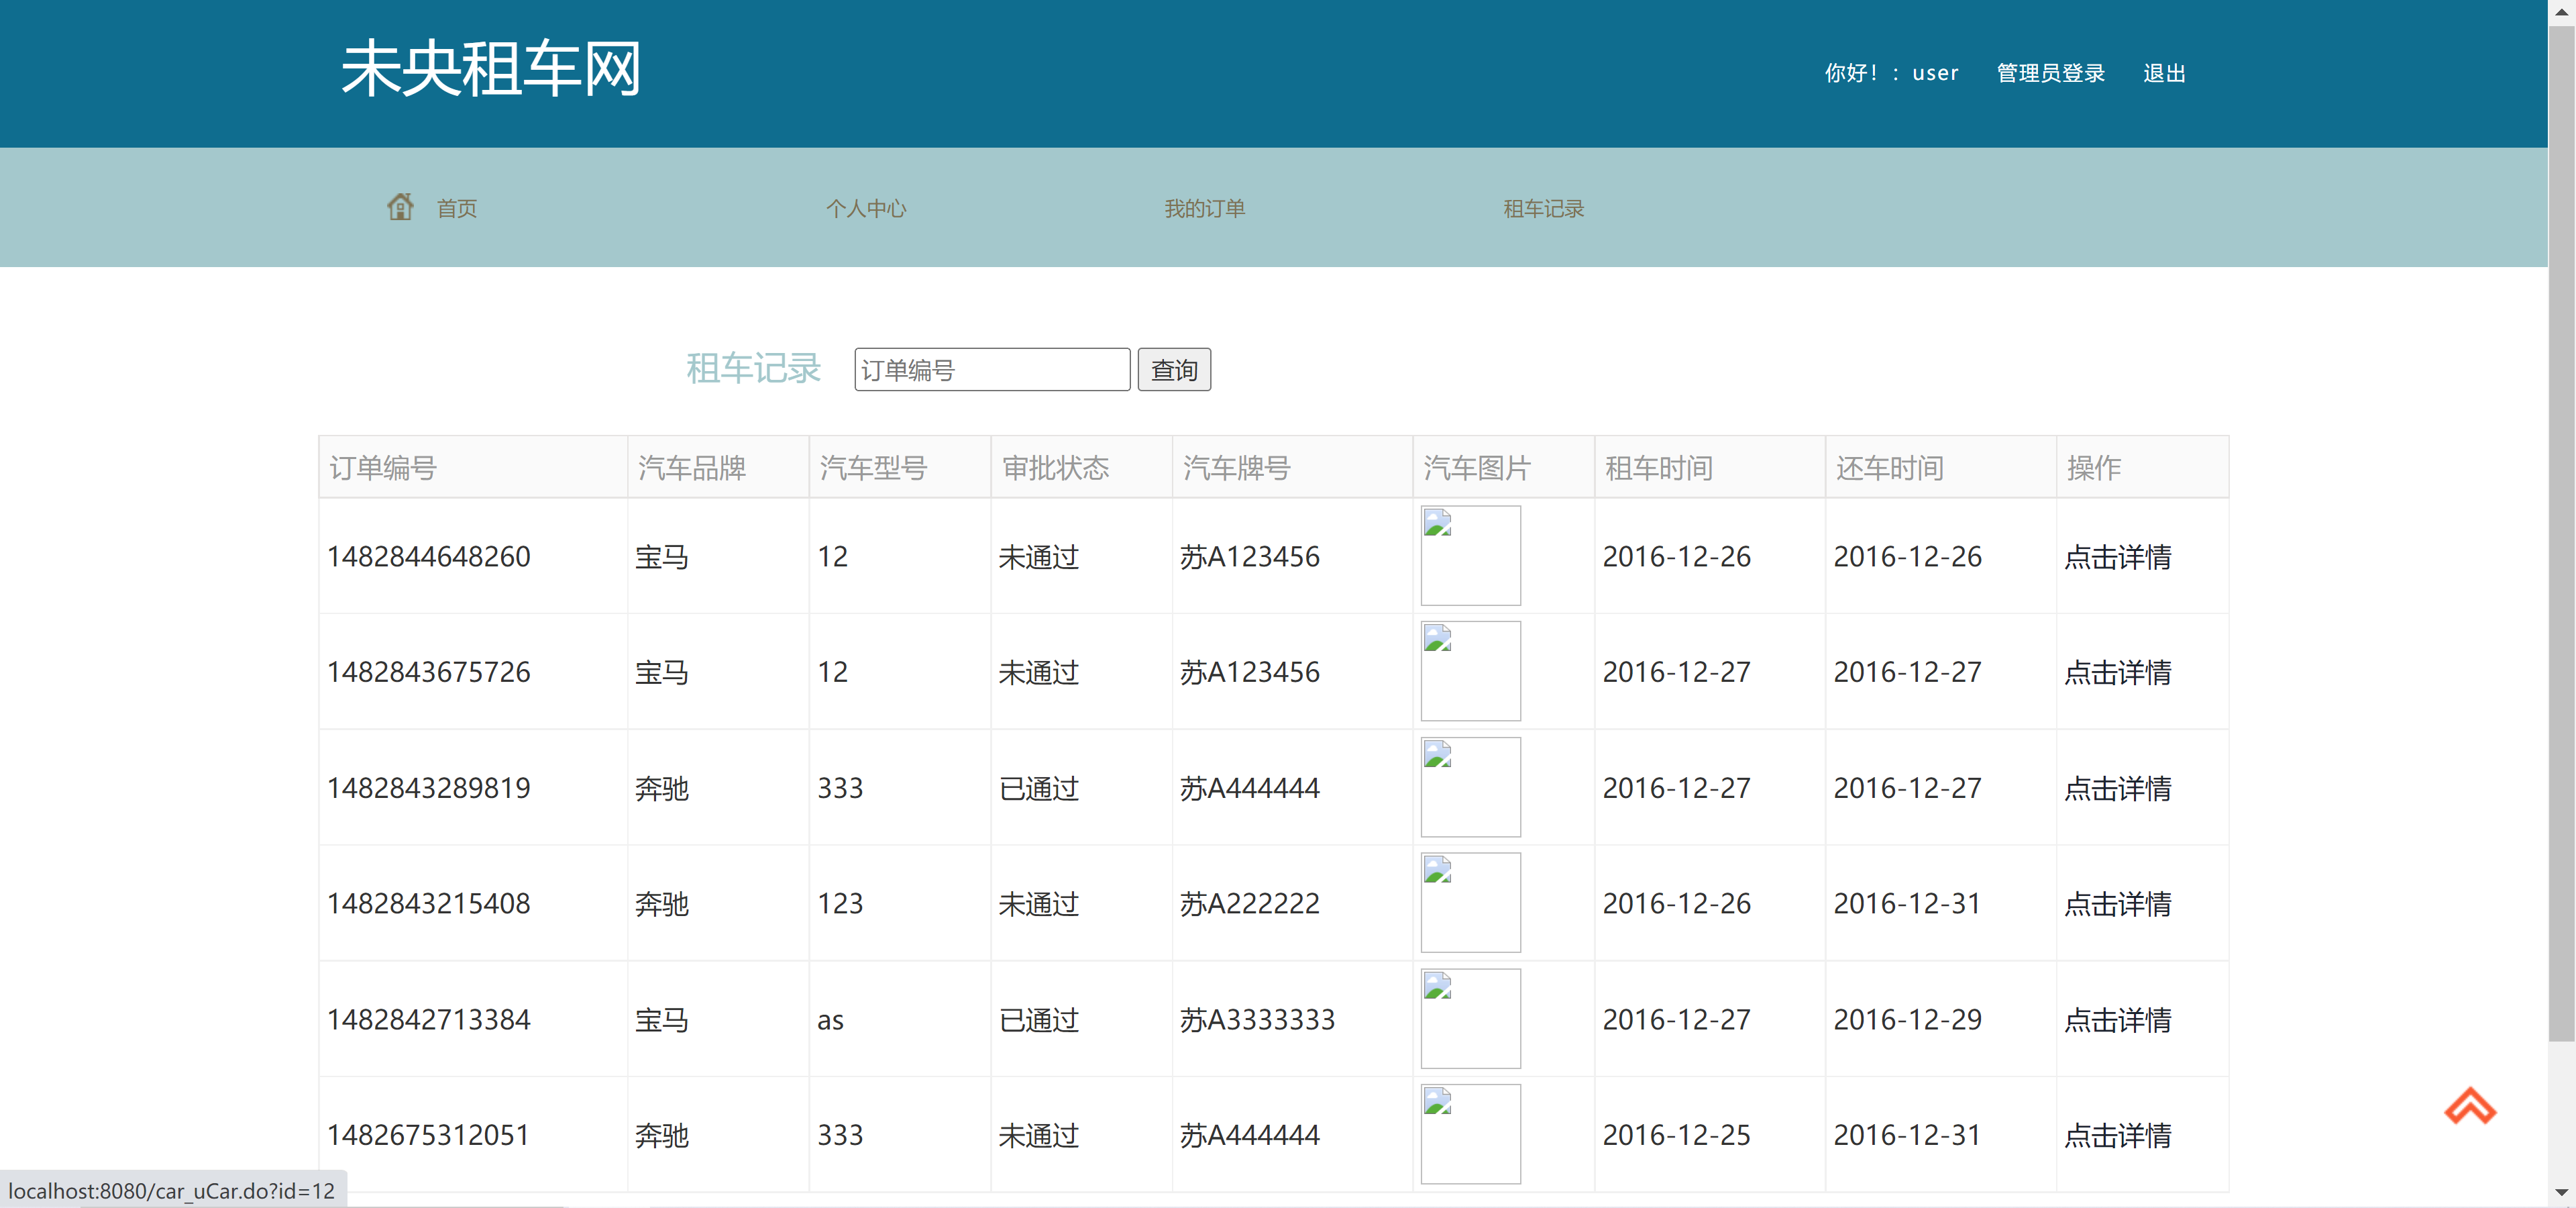 未央租车网
你好！：user 管理员登录 退出
首页 个人中心 我的订单 租车记录
租车记录 订单编号 查询
订单编号 汽车品牌 汽车型号 审批状态 汽车牌号 汽车图片 租车时间 还车时间 操作
1482844648260 宝马 12 未通过 苏A123456 2016-12-26 2016-12-26 点击详情
1482843675726 宝马 12 未通过 苏A123456 2016-12-27 2016-12-27 点击详情
1482843289819 奔驰 333 已通过 苏A444444 2016-12-27 2016-12-27 点击详情
1482843215408 奔驰 123 未通过 苏A222222 2016-12-26 2016-12-31 点击详情
1482842713384 宝马 as 已通过 苏A3333333 2016-12-27 2016-12-29 点击详情
1482675312051 奔驰 333 未通过 苏A444444 2016-12-25 2016-12-31 点击详情
localhost:8080/car_uCar.do?id=12